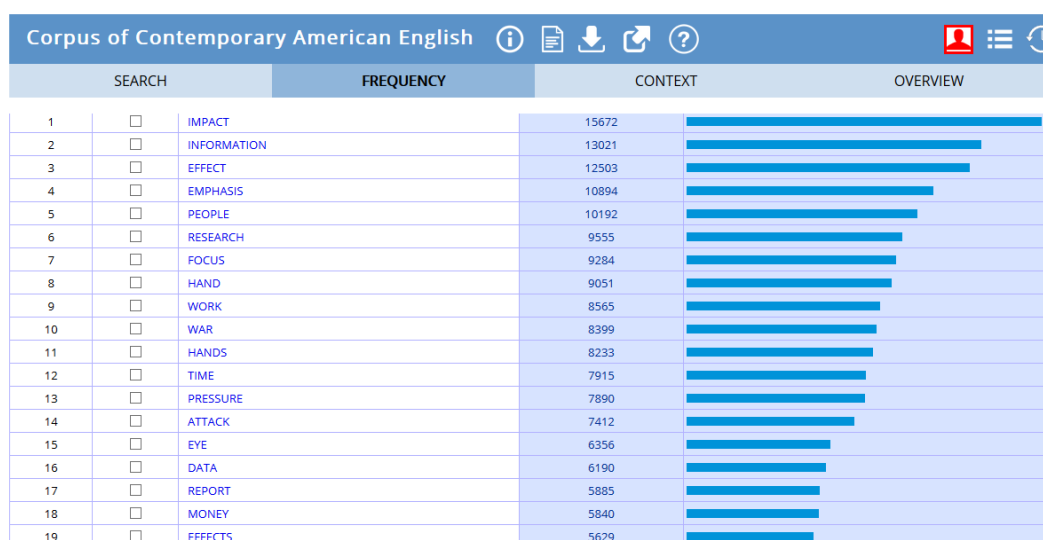 Corpus of Contemporary American English
SEARCH FREQUENCY CONTEXT OVERVIEW
1 IMPACT 15672
2 INFORMATION 13021
3 EFFECT 12503
4 EMPHASIS 10894
5 PEOPLE 10192
6 RESEARCH 9555
7 FOCUS 9284
8 HAND 9051
9 WORK 8565
10 WAR 8399
11 HANDS 8233
12 TIME 7915
13 PRESSURE 7890
14 ATTACK 7412
15 EYE 6356
16 DATA 6190
17 REPORT 5885
18 MONEY 5840
19 EFFECTS 5629